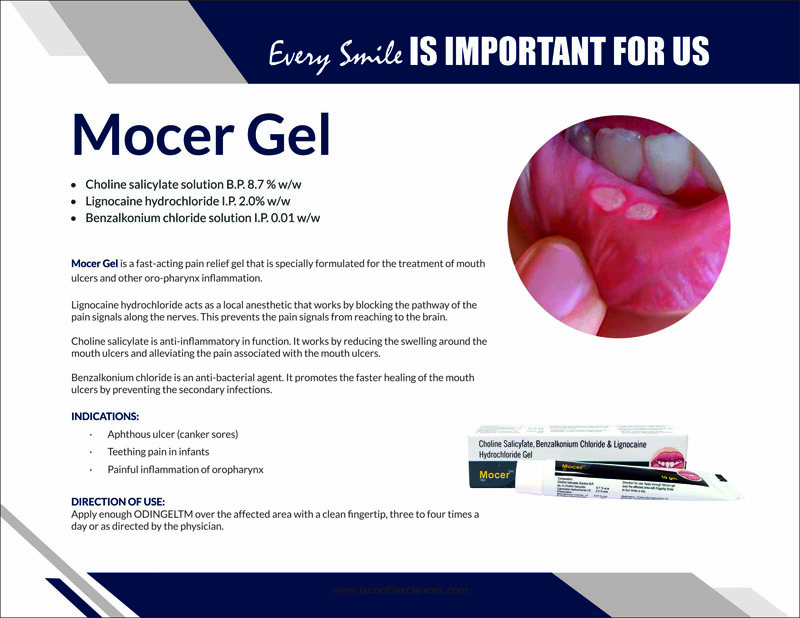 Every Smile IS IMPORTANT FOR US
Mocer Gel
• Choline salicylate solution B.P. 8.7 % w/w
• Lignocaine hydrochloride I.P. 2.0% w/w
• Benzalkonium chloride solution I.P. 0.01 w/w
Mocer Gel is a fast-acting pain relief gel that is specially formulated for the treatment of mouth
ulcers and other oro-pharynx inflammation.
Lignocaine hydrochloride acts as a local anesthetic that works by blocking the pathway of the
pain signals along the nerves. This prevents the pain signals from reaching to the brain.
Choline salicylate is anti-inflammatory in function. It works by reducing the swelling around the
mouth ulcers and alleviating the pain associated with the mouth ulcers.
Benzalkonium chloride is an anti-bacterial agent. It promotes the faster healing of the mouth
ulcers by preventing the secondary infections.
INDICATIONS:
· Aphthous ulcer (canker sores)
· Teething pain in infants
· Painful inflammation of oropharynx
Choline Salicylate, Benzalkonium Chloride & Lignocaine
Hydrochloride Gel
Mocer
Mocer
DIRECTION OF USE:
Apply enough ODINGELTM over the affected area with a clean fingertip, three to four times a
day or as directed by the physician.